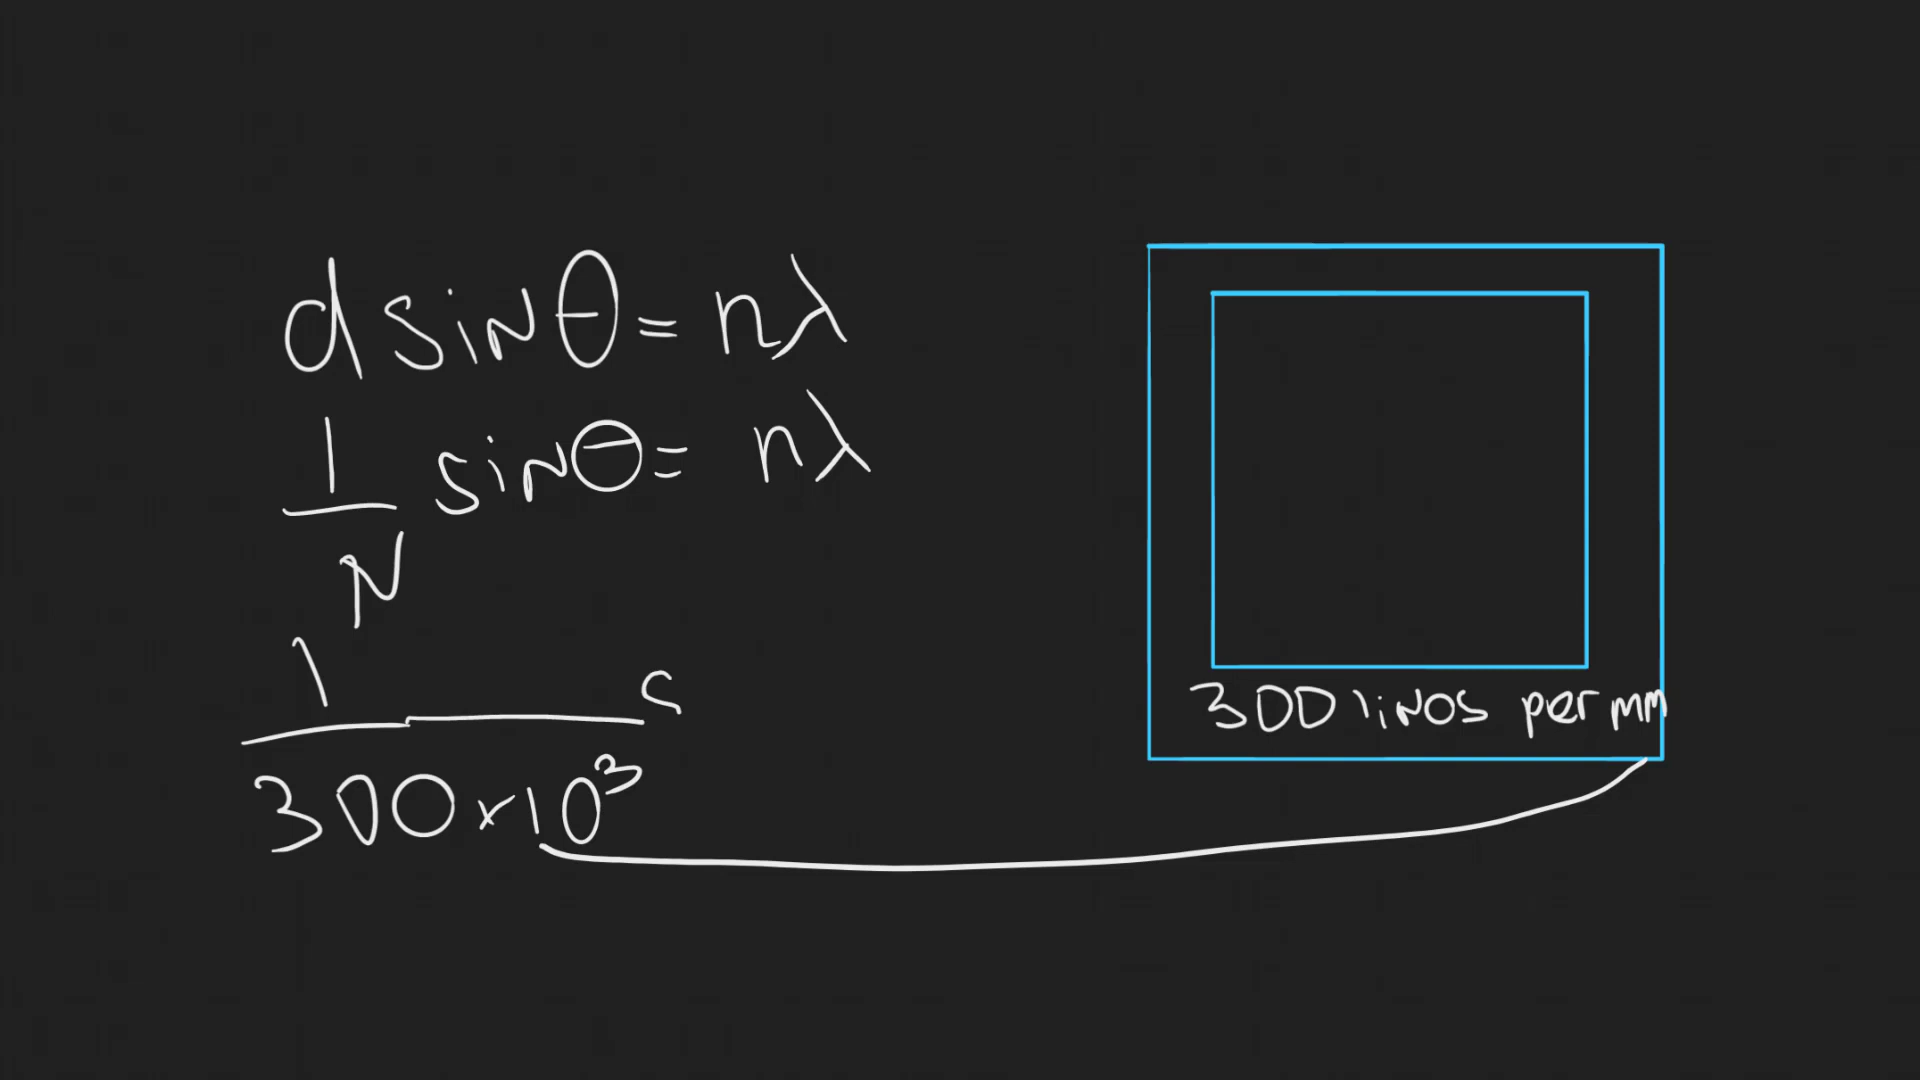 d sinθ = nλ
1/N sinθ = nλ
1/300×10³ s
300 lines per mm